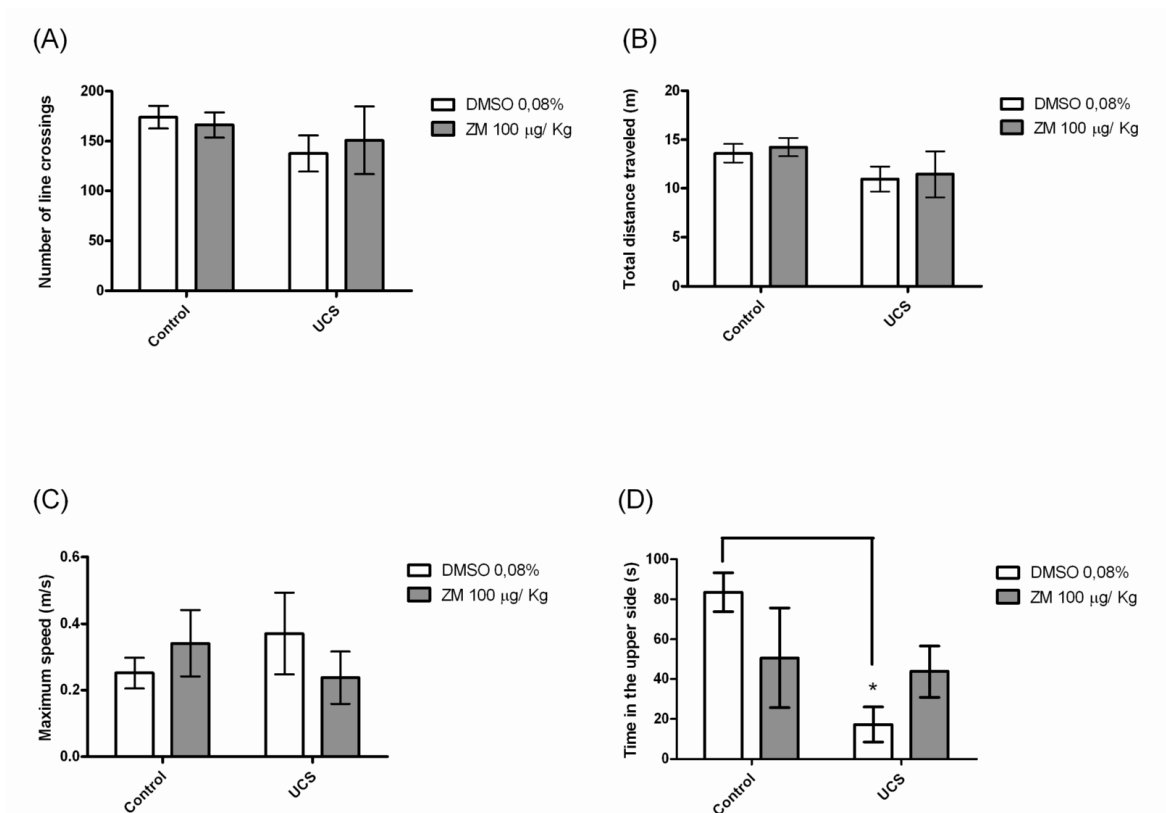 (A)
Number of line crossings
200
150
100
50
0
Control
UCS
DMSO 0,08%
ZM 100 μg/ Kg
(B)
Total distance traveled (m)
20
15
10
5
0
Control
UCS
DMSO 0,08%
ZM 100 μg/ Kg
(C)
Maximum speed (m/s)
0.6
0.4
0.2
0.0
Control
UCS
DMSO 0,08%
ZM 100 μg/ Kg
(D)
Time in the upper side (s)
100
80
60
40
20
0
*
Control
UCS
DMSO 0,08%
ZM 100 μg/ Kg